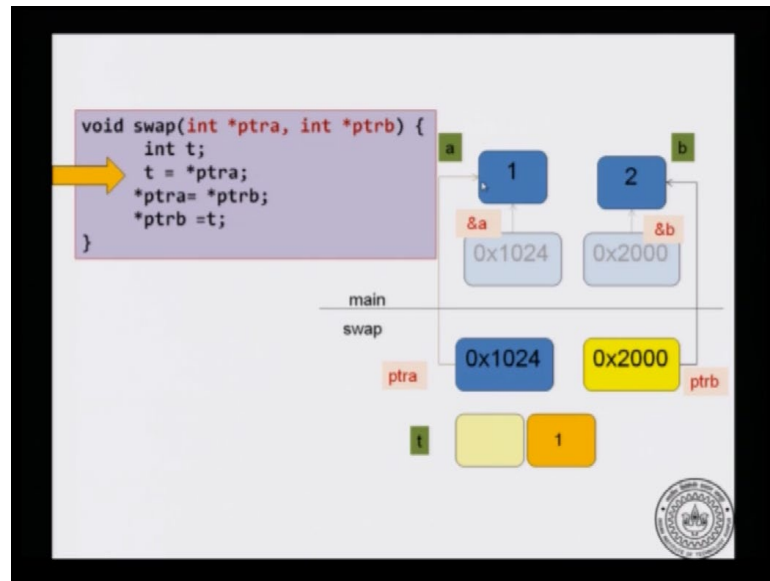 void swap(int *ptra, int *ptrb) {
int t;
t = *ptra;
*ptra= *ptrb;
*ptrb =t;
}
a
b
1
2
&a
&b
0x1024
0x2000
main
swap
0x1024
0x2000
ptra
ptrb
t
1